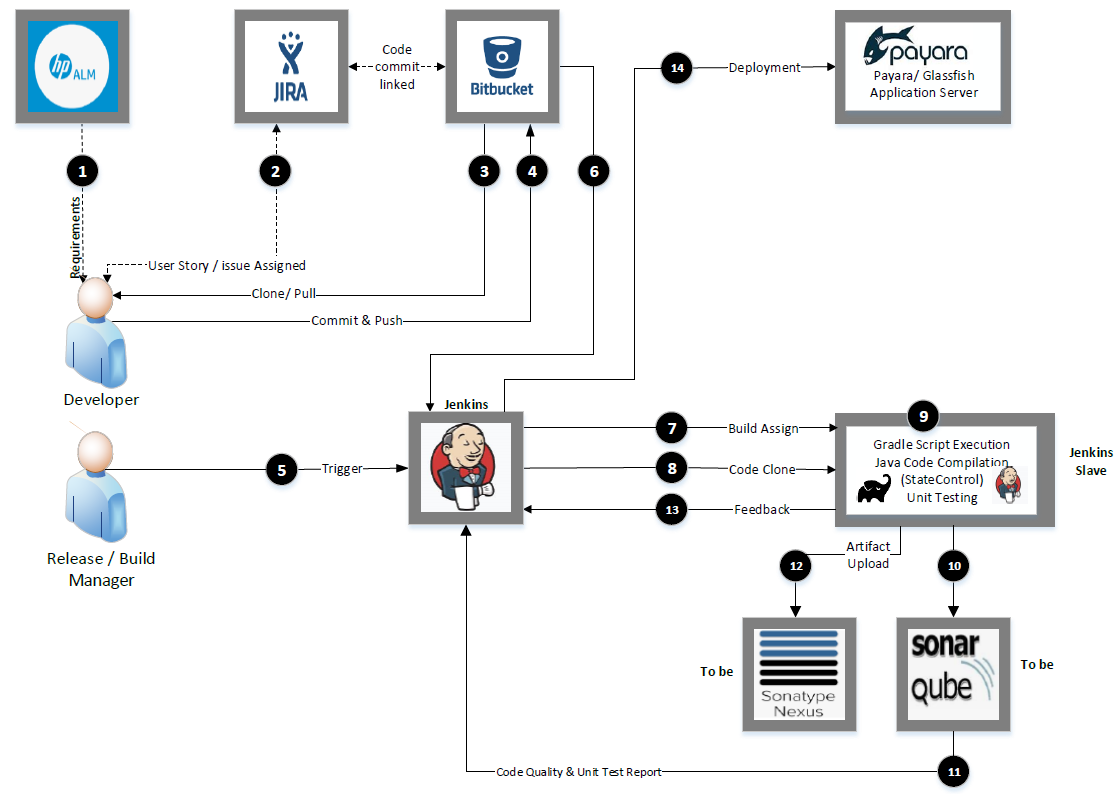 hp ALM
JIRA
Code
commit
linked
Bitbucket
payara
Payara/ Glassfish
Application Server
14
Deployment
1
2
3
4
6
Requirements
User Story / issue Assigned
Clone/ Pull
Commit & Push
Developer
Jenkins
5
Trigger
Release / Build
Manager
7
Build Assign
8
Code Clone
13
Feedback
9
Gradle Script Execution
Java Code Compilation
(StateControl)
Unit Testing
Jenkins
Slave
12
Artifact
Upload
10
To be
Sonatype
Nexus
sonar
qube
To be
Code Quality & Unit Test Report
11